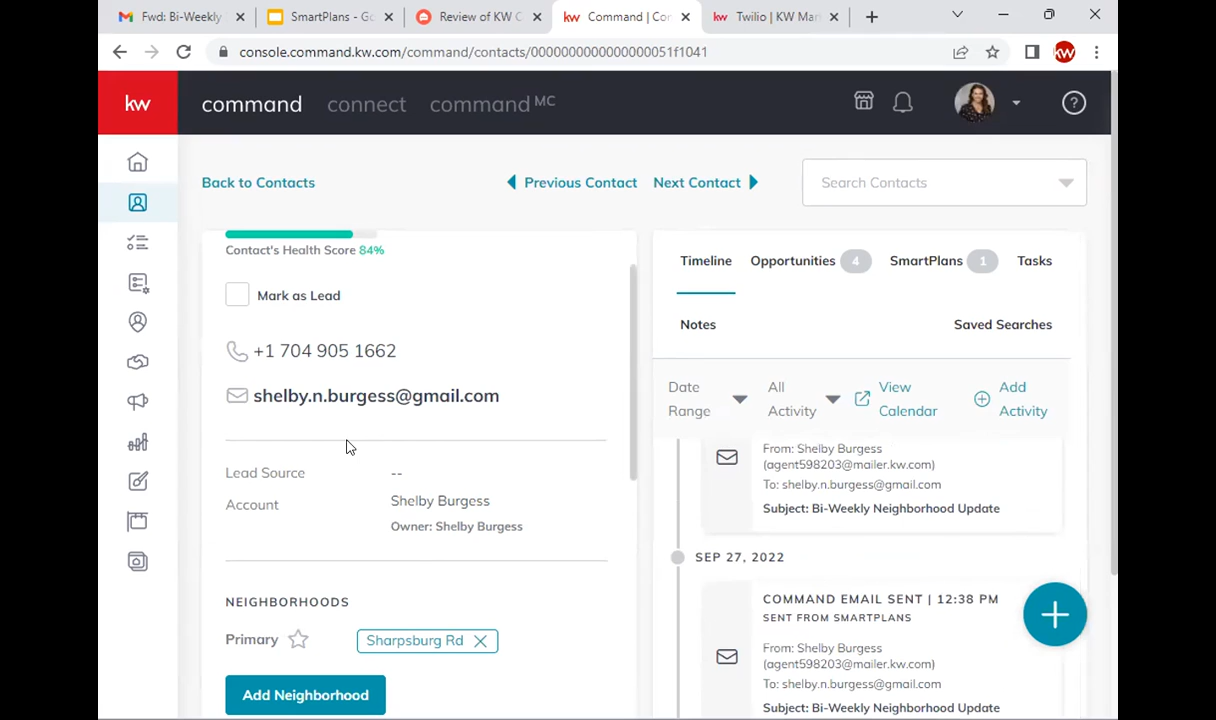 Fwd: Bi-Weekly
SmartPlans - Go
Review of KW C
Command | Con
Twilio | KW Mar
console.command.kw.com/command/contacts/0000000000000000051f1041
kw
kw command connect command MC
Back to Contacts
Previous Contact
Next Contact
Search Contacts
Contact's Health Score 84%
Mark as Lead
+1 704 905 1662
shelby.n.burgess@gmail.com
Lead Source --
Account Shelby Burgess
Owner: Shelby Burgess
NEIGHBORHOODS
Primary Sharpsburg Rd
Add Neighborhood
Timeline Opportunities 4 SmartPlans 1 Tasks
Notes Saved Searches
Date Range
All Activity
View Calendar
Add Activity
From: Shelby Burgess
(agent598203@mailer.kw.com)
To: shelby.n.burgess@gmail.com
Subject: Bi-Weekly Neighborhood Update
SEP 27, 2022
COMMAND EMAIL SENT | 12:38 PM
SENT FROM SMARTPLANS
From: Shelby Burgess
(agent598203@mailer.kw.com)
To: shelby.n.burgess@gmail.com
Subject: Bi-Weekly Neighborhood Update